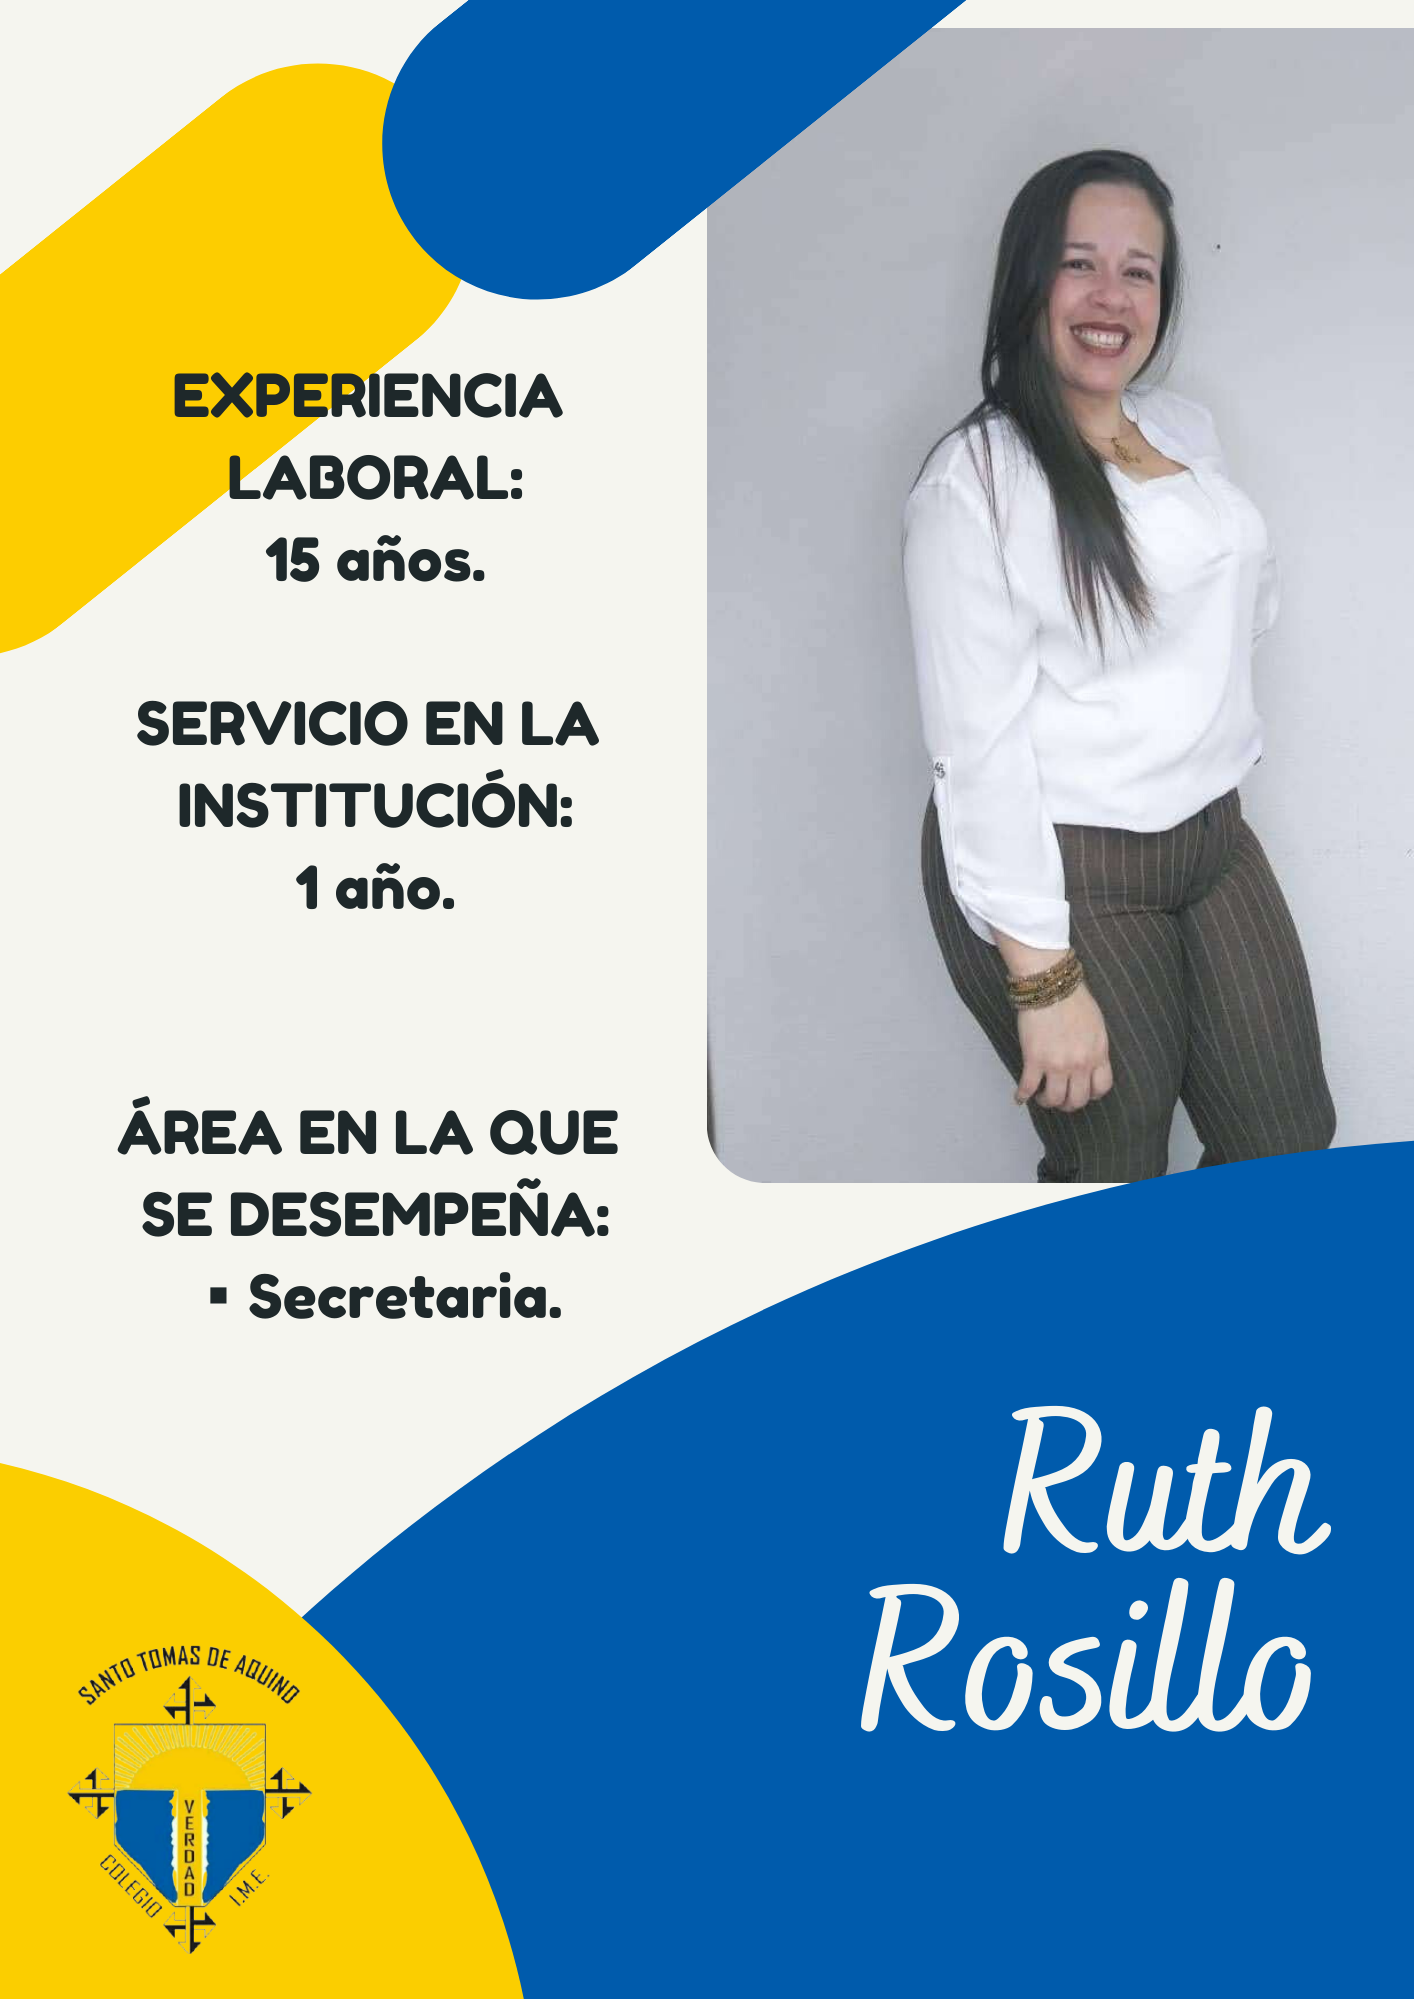 EXPERIENCIA
LABORAL:
15 años.
SERVICIO EN LA
INSTITUCIÓN:
1 año.
ÁREA EN LA QUE
SE DESEMPEÑA:
▪ Secretaria.
Ruth
Rosillo
SANTO TOMAS DE AQUINO
VERDAD
COLEGIO
I.M.E.